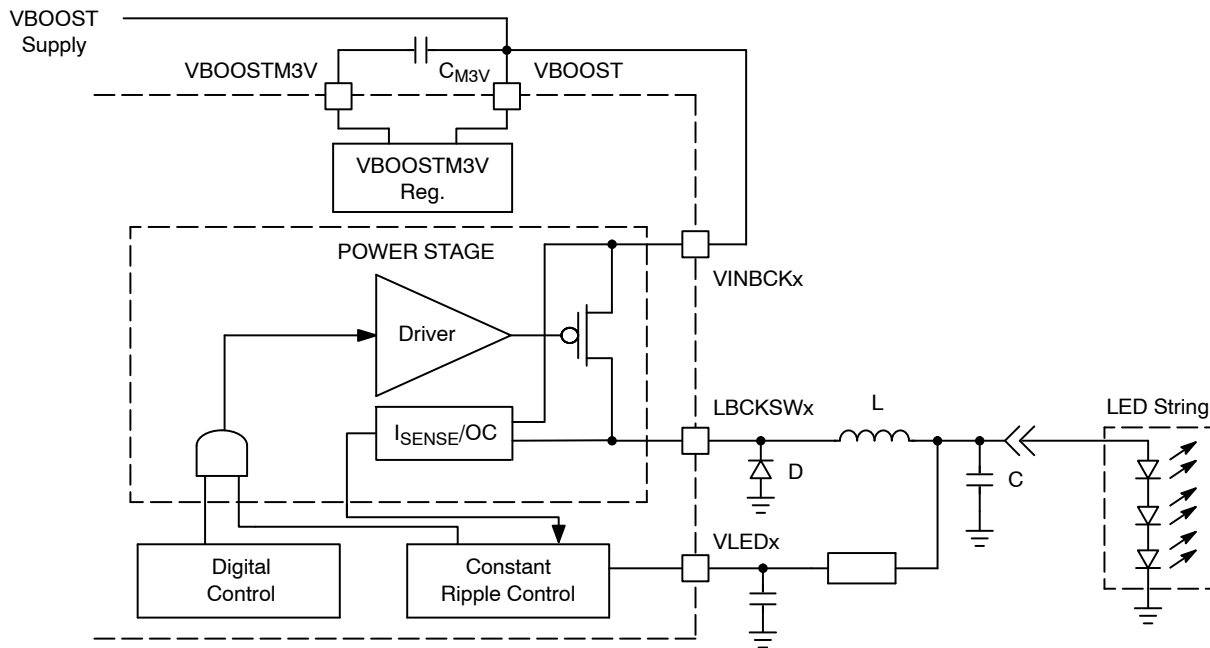 VBOOST
Supply
VBOOSTM3V
CM3V
VBOOST
VBOOSTM3V
Reg.
POWER STAGE
VINBCKx
Driver
LBCKSWx
L
LED String
ISENSE/OC
D
C
VLEDx
Digital
Control
Constant
Ripple Control